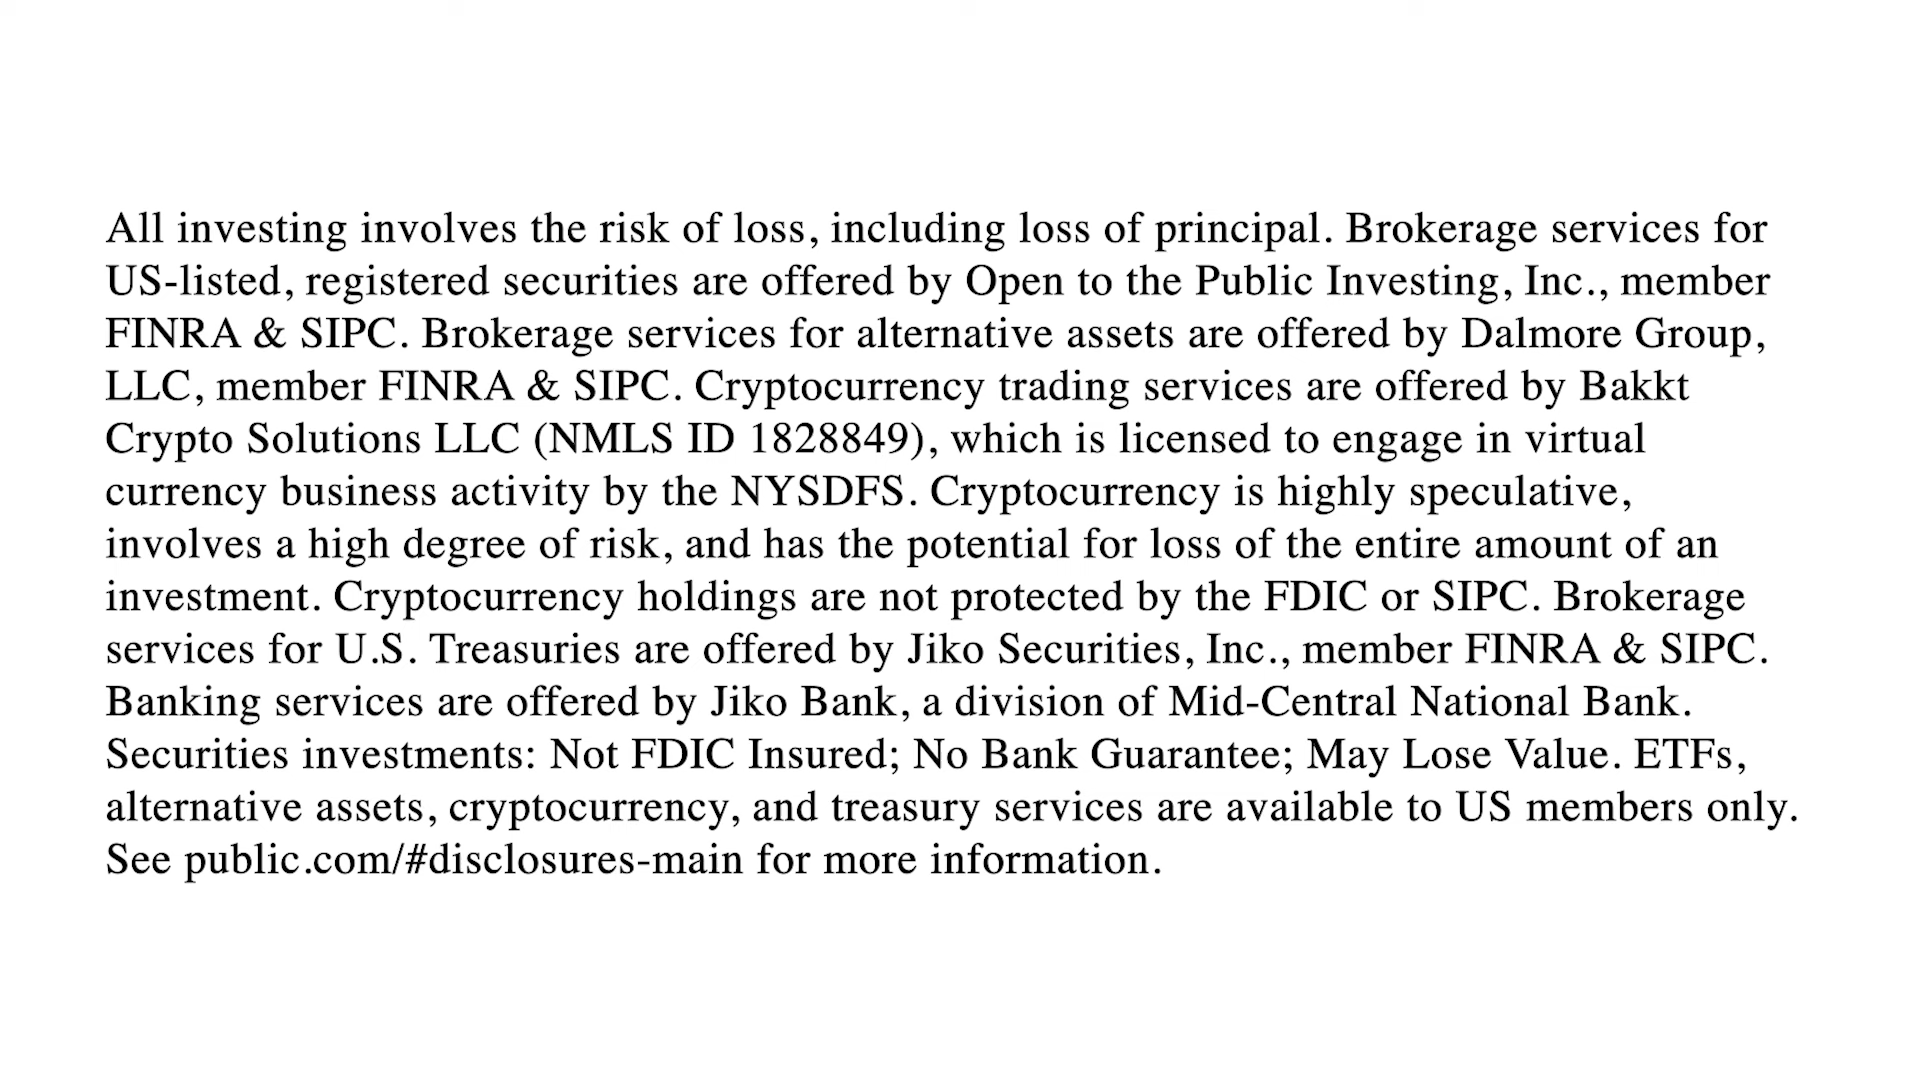 All investing involves the risk of loss, including loss of principal. Brokerage services for
US-listed, registered securities are offered by Open to the Public Investing, Inc., member
FINRA & SIPC. Brokerage services for alternative assets are offered by Dalmore Group,
LLC, member FINRA & SIPC. Cryptocurrency trading services are offered by Bakkt
Crypto Solutions LLC (NMLS ID 1828849), which is licensed to engage in virtual
currency business activity by the NYSDFS. Cryptocurrency is highly speculative,
involves a high degree of risk, and has the potential for loss of the entire amount of an
investment. Cryptocurrency holdings are not protected by the FDIC or SIPC. Brokerage
services for U.S. Treasuries are offered by Jiko Securities, Inc., member FINRA & SIPC.
Banking services are offered by Jiko Bank, a division of Mid-Central National Bank.
Securities investments: Not FDIC Insured; No Bank Guarantee; May Lose Value. ETFs,
alternative assets, cryptocurrency, and treasury services are available to US members only.
See public.com/#disclosures-main for more information.